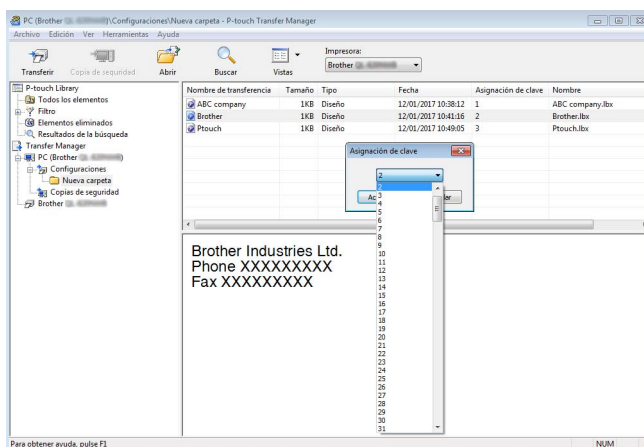 PC (Brother )\Configuraciones\Nueva carpeta - P-touch Transfer Manager
Archivo Edición Ver Herramientas Ayuda
Transferir Copia de seguridad Abrir Buscar Vistas
Impresora:
Brother
P-touch Library
Todos los elementos
Filtro
Elementos eliminados
Resultados de la búsqueda
Transfer Manager
PC (Brother )
Configuraciones
Nueva carpeta
Copias de seguridad
Brother
Nombre de transferencia Tamaño Tipo Fecha Asignación de clave Nombre
ABC company 1KB Diseño 12/01/2017 10:38:12 1 ABC company.lbx
Brother 1KB Diseño 12/01/2017 10:41:16 2 Brother.lbx
Ptouch 1KB Diseño 12/01/2017 10:49:05 3 Ptouch.lbx
Asignación de clave
2
2
3
4
5
6
7
8
9
10
11
12
13
14
15
16
17
18
19
20
21
22
23
24
25
26
27
28
29
30
31
Brother Industries Ltd.
Phone XXXXXXXXX
Fax XXXXXXXXX
Para obtener ayuda, pulse F1
NUM